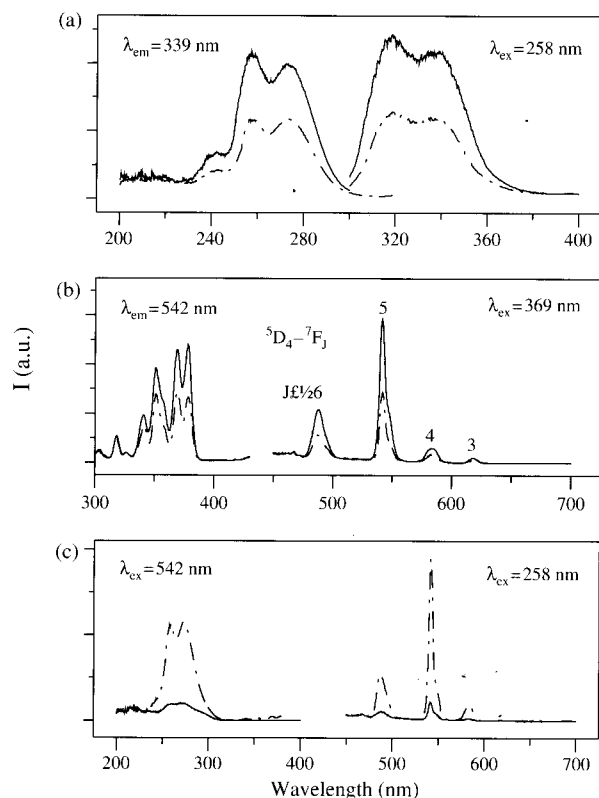 (a)
λem=339 nm
λex=258 nm
200 240 280 320 360 400
(b)
λem=542 nm
λex=369 nm
5
⁵D₄–⁷F_J
J£½6
4
3
I (a.u.)
300 400 500 600 700
(c)
λex=542 nm
λex=258 nm
200 300 400 500 600 700
Wavelength (nm)